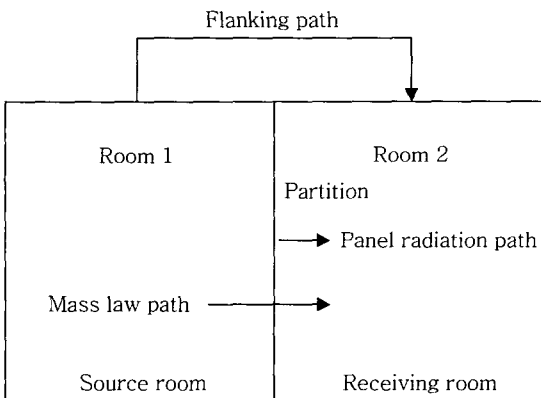 Flanking path
Room 1
Room 2
Partition
Panel radiation path
Mass law path
Source room
Receiving room